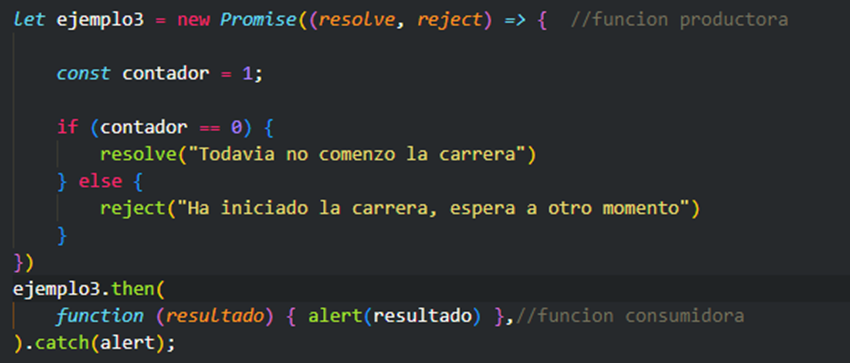 let ejemplo3 = new Promise((resolve, reject) => {  //funcion productora
    const contador = 1;
    if (contador == 0) {
        resolve("Todavia no comenzo la carrera")
    } else {
        reject("Ha iniciado la carrera, espera a otro momento")
    }
})
ejemplo3.then(
    function (resultado) { alert(resultado) },//funcion consumidora
).catch(alert);